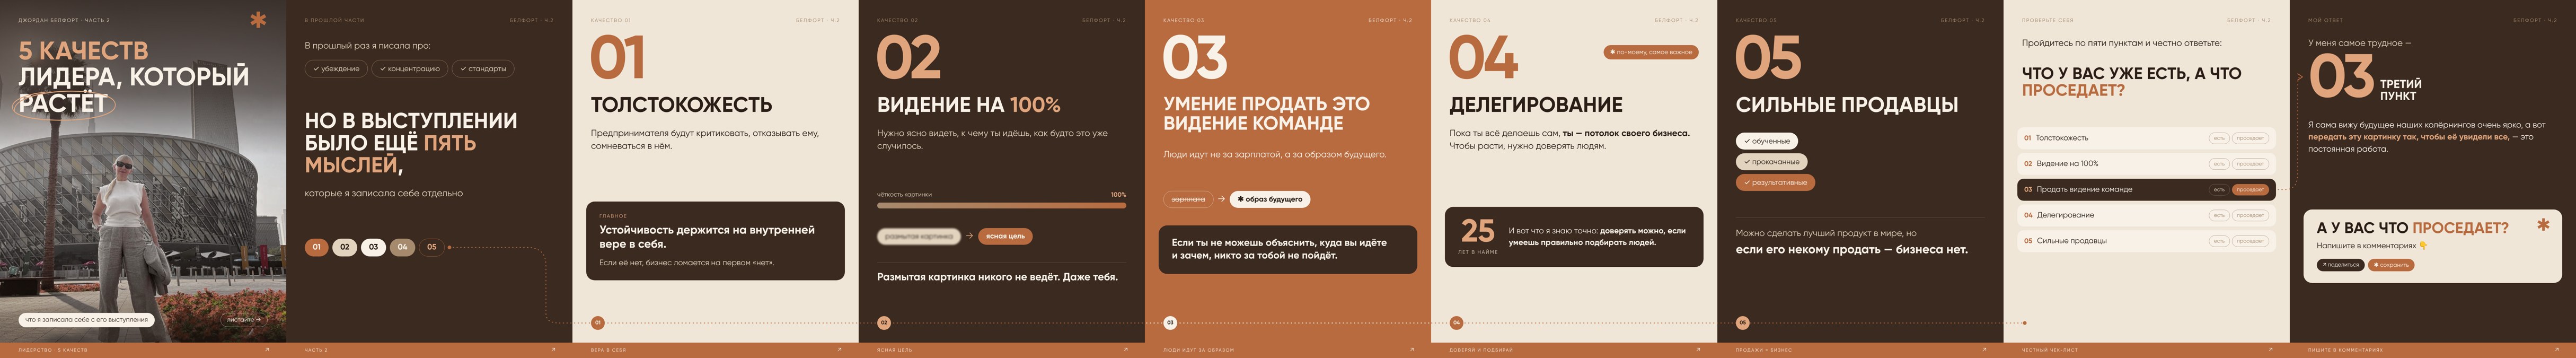 ДЖОРДАН БЕЛФОРТ · ЧАСТЬ 2
5 КАЧЕСТВ
ЛИДЕРА, КОТОРЫЙ
РАСТЁТ
что я записала себе с его выступления
листайте →
ЛИДЕРСТВО · 5 КАЧЕСТВ ↗
В ПРОШЛОЙ ЧАСТИ
БЕЛФОРТ · Ч.2
В прошлый раз я писала про:
✓ убеждение
✓ концентрацию
✓ стандарты
НО В ВЫСТУПЛЕНИИ
БЫЛО ЕЩЁ ПЯТЬ
МЫСЛЕЙ,
которые я записала себе отдельно
01 02 03 04 05
ЧАСТЬ 2 ↗
КАЧЕСТВО 01
БЕЛФОРТ · Ч.2
01
ТОЛСТОКОЖЕСТЬ
Предпринимателя будут критиковать, отказывать ему,
сомневаться в нём.
ГЛАВНОЕ
Устойчивость держится на внутренней
вере в себя.
Если её нет, бизнес ломается на первом «нет».
01
ВЕРА В СЕБЯ ↗
КАЧЕСТВО 02
БЕЛФОРТ · Ч.2
02
ВИДЕНИЕ НА 100%
Нужно ясно видеть, к чему ты идёшь, как будто это уже
случилось.
чёткость картинки
100%
размытая картинка → ясная цель
Размытая картинка никого не ведёт. Даже тебя.
02
ЯСНАЯ ЦЕЛЬ ↗
КАЧЕСТВО 03
БЕЛФОРТ · Ч.2
03
УМЕНИЕ ПРОДАТЬ ЭТО
ВИДЕНИЕ КОМАНДЕ
Люди идут не за зарплатой, а за образом будущего.
зарплата → ✱ образ будущего
Если ты не можешь объяснить, куда вы идёте
и зачем, никто за тобой не пойдёт.
03
ЛЮДИ ИДУТ ЗА ОБРАЗОМ ↗
КАЧЕСТВО 04
БЕЛФОРТ · Ч.2
04
✱ по-моему, самое важное
ДЕЛЕГИРОВАНИЕ
Пока ты всё делаешь сам, ты — потолок своего бизнеса.
Чтобы расти, нужно доверять людям.
25
ЛЕТ В НАЙМЕ
И вот что я знаю точно: доверять можно, если
умеешь правильно подбирать людей.
04
ДОВЕРЯЙ И ПОДБИРАЙ ↗
КАЧЕСТВО 05
БЕЛФОРТ · Ч.2
05
СИЛЬНЫЕ ПРОДАВЦЫ
✓ обученные
✓ прокачанные
✓ результативные
Можно сделать лучший продукт в мире, но
если его некому продать — бизнеса нет.
05
ПРОДАЖИ = БИЗНЕС ↗
ПРОВЕРЬТЕ СЕБЯ
БЕЛФОРТ · Ч.2
Пройдитесь по пяти пунктам и честно ответьте:
ЧТО У ВАС УЖЕ ЕСТЬ, А ЧТО
ПРОСЕДАЕТ?
01 Толстокожесть есть проседает
02 Видение на 100% есть проседает
03 Продать видение команде есть проседает
04 Делегирование есть проседает
05 Сильные продавцы есть проседает
ЧЕСТНЫЙ ЧЕК-ЛИСТ ↗
МОЙ ОТВЕТ
БЕЛФОРТ · Ч.2
У меня самое трудное —
03 ТРЕТИЙ
ПУНКТ
Я сама вижу будущее наших колёрнингов очень ярко, а вот
передать эту картинку так, чтобы её увидели все, — это
постоянная работа.
А У ВАС ЧТО ПРОСЕДАЕТ?
Напишите в комментариях 👇
↗ поделиться
✱ сохранить
ПИШИТЕ В КОММЕНТАРИЯХ ↗